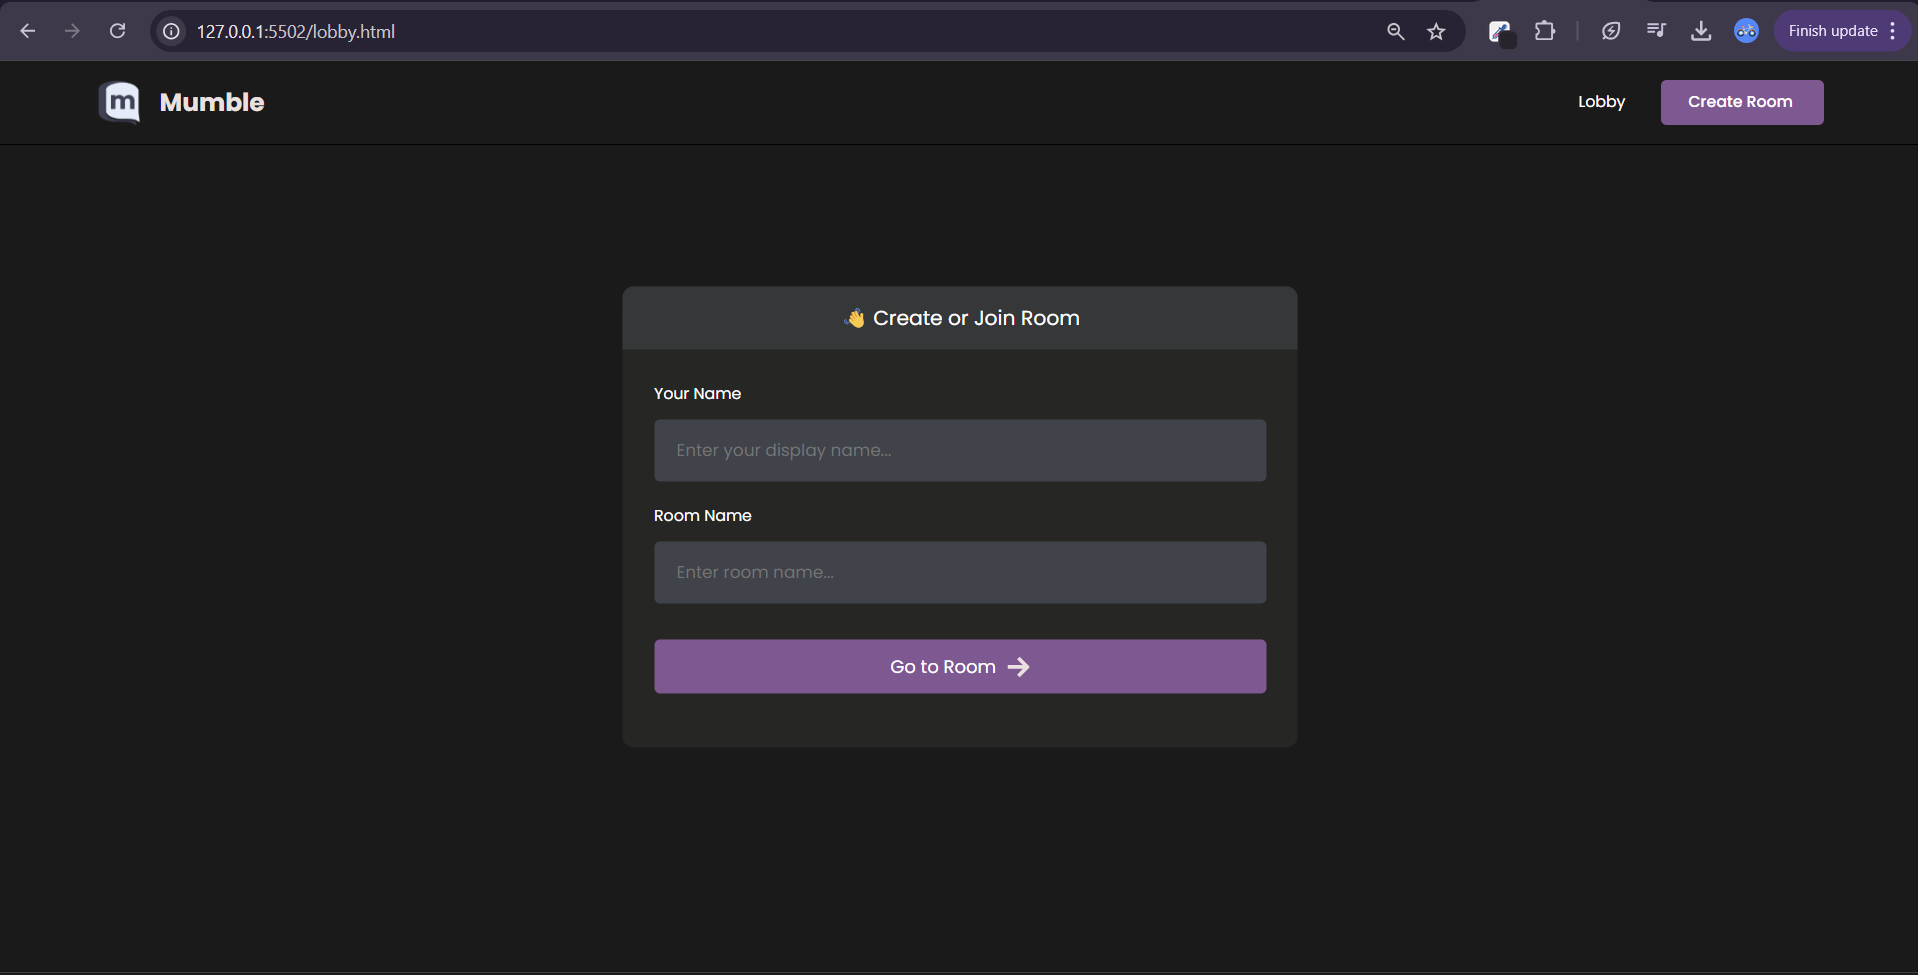 127.0.0.1:5502/lobby.html
Finish update
m
Mumble
Lobby
Create Room
👋 Create or Join Room
Your Name
Enter your display name...
Room Name
Enter room name...
Go to Room →